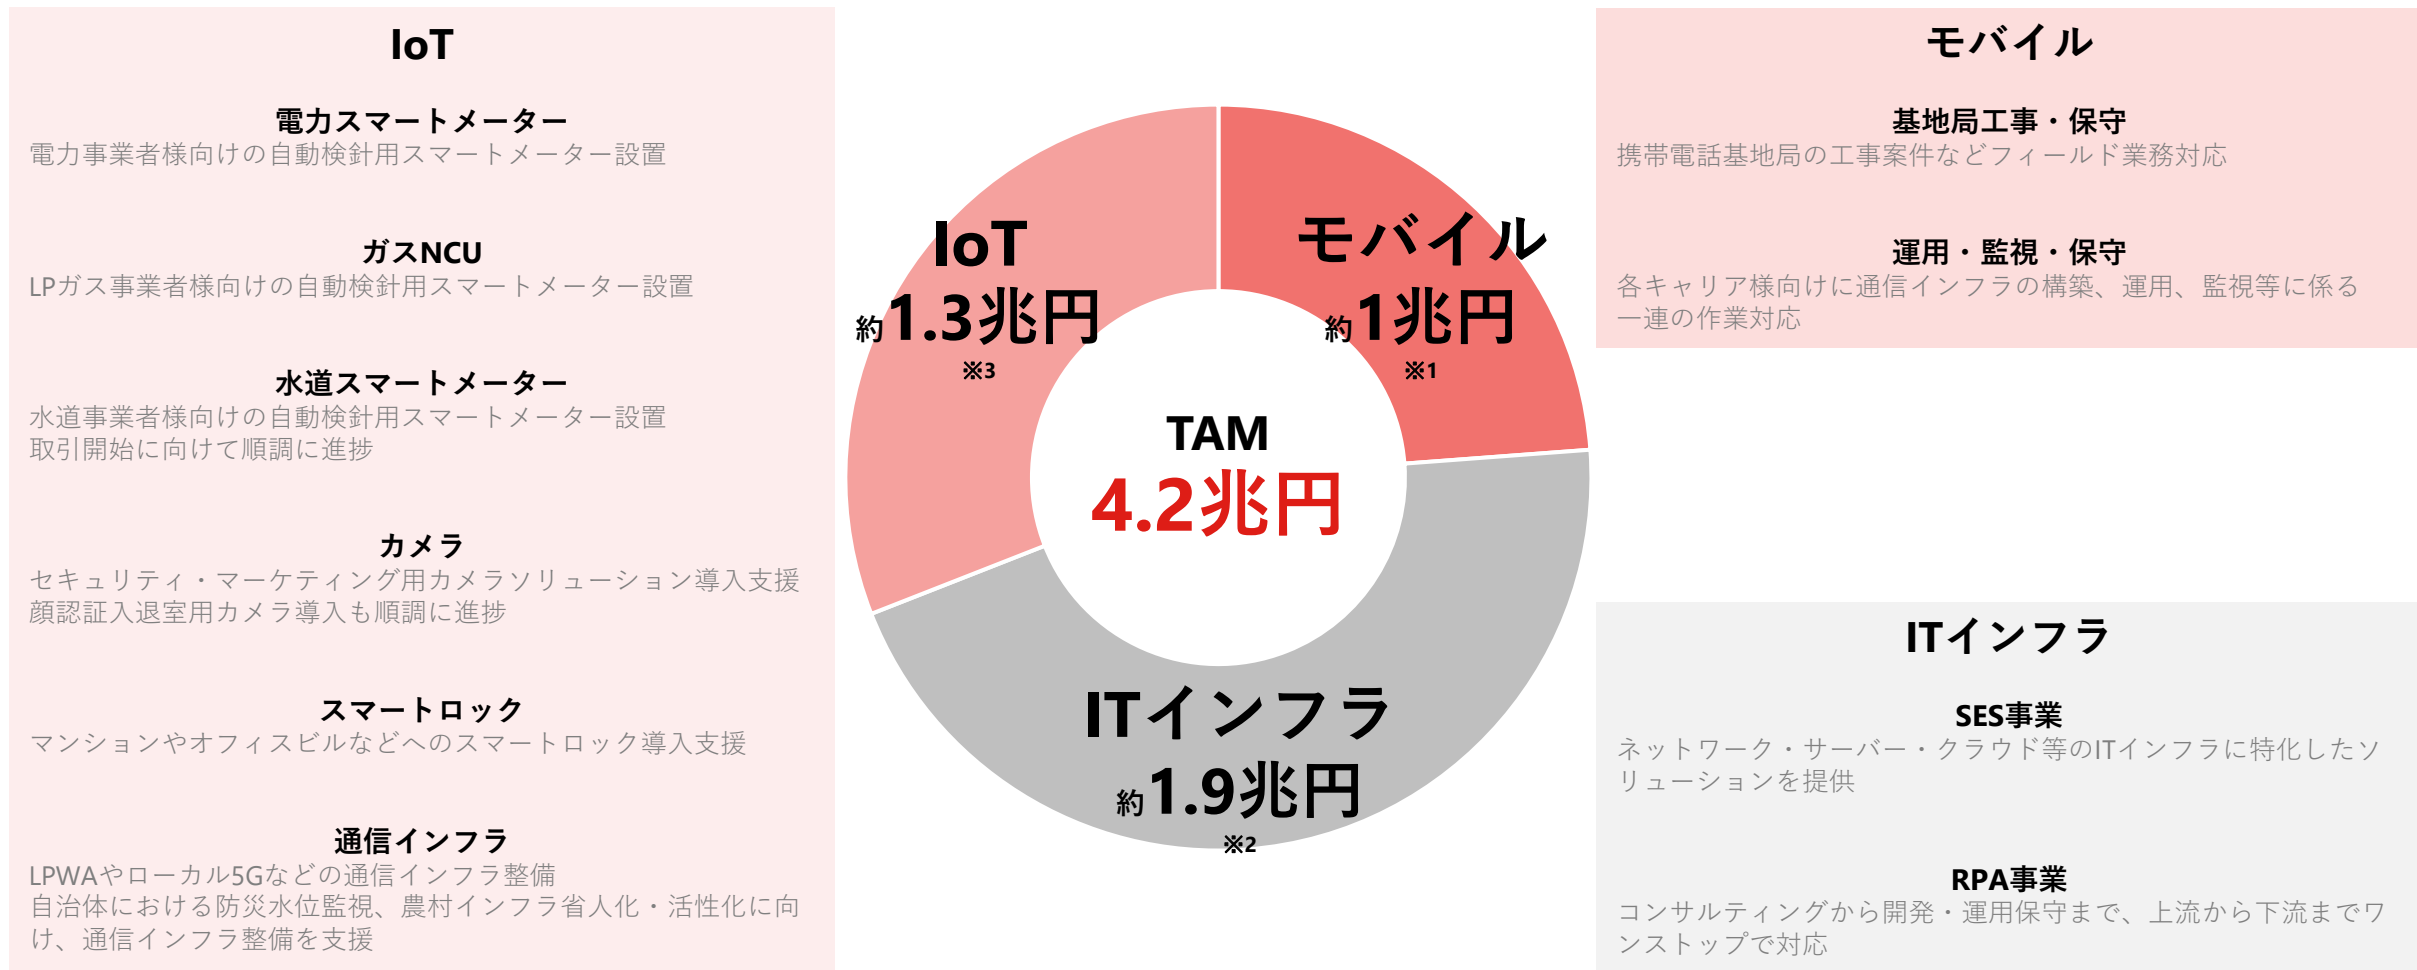 IoT
電力スマートメーター
電力事業者様向けの自動検針用スマートメーター設置
ガスNCU
LPガス事業者様向けの自動検針用スマートメーター設置
水道スマートメーター
水道事業者様向けの自動検針用スマートメーター設置
取引開始に向けて順調に進捗
カメラ
セキュリティ・マーケティング用カメラソリューション導入支援
顔認証入退室用カメラ導入も順調に進捗
スマートロック
マンションやオフィスビルなどへのスマートロック導入支援
通信インフラ
LPWAやローカル5Gなどの通信インフラ整備
自治体における防災水位監視、農村インフラ省人化・活性化に向
け、通信インフラ整備を支援
IoT
約1.3兆円
※3
モバイル
約1兆円
※1
TAM
4.2兆円
ITインフラ
約1.9兆円
※2
モバイル
基地局工事・保守
携帯電話基地局の工事案件などフィールド業務対応
運用・監視・保守
各キャリア様向けに通信インフラの構築、運用、監視等に係る
一連の作業対応
ITインフラ
SES事業
ネットワーク・サーバー・クラウド等のITインフラに特化したソ
リューションを提供
RPA事業
コンサルティングから開発・運用保守まで、上流から下流までワ
ンストップで対応